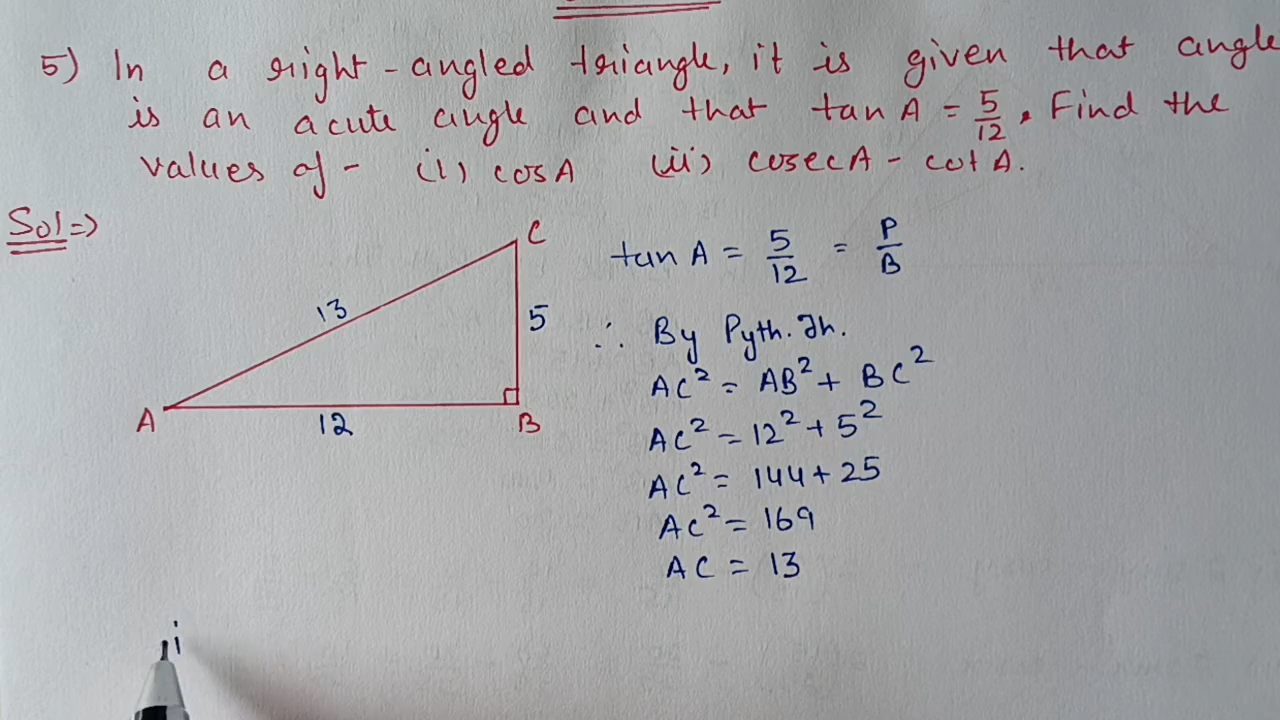 5) In a right-angled triangle, it is given that angle
is an acute angle and that tan A = 5/12. Find the
values of - (i) cos A (ii) cosec A - cot A.
Sol=>
C
13
5
A
12
B
tan A = 5/12 = P/B
∴ By Pyth. Th.
AC² = AB² + BC²
AC² = 12² + 5²
AC² = 144 + 25
AC² = 169
AC = 13
i